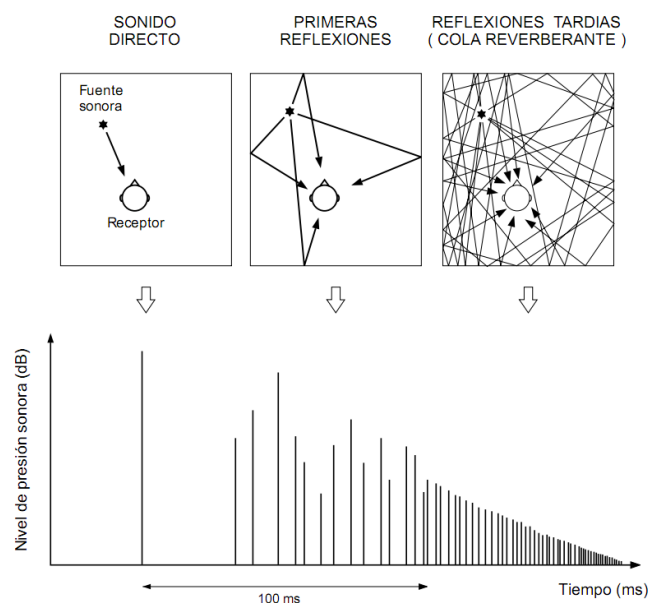 SONIDO
DIRECTO
PRIMERAS
REFLEXIONES
REFLEXIONES TARDIAS
( COLA REVERBERANTE )
Fuente
sonora
Receptor
Nivel de presión sonora (dB)
100 ms
Tiempo (ms)